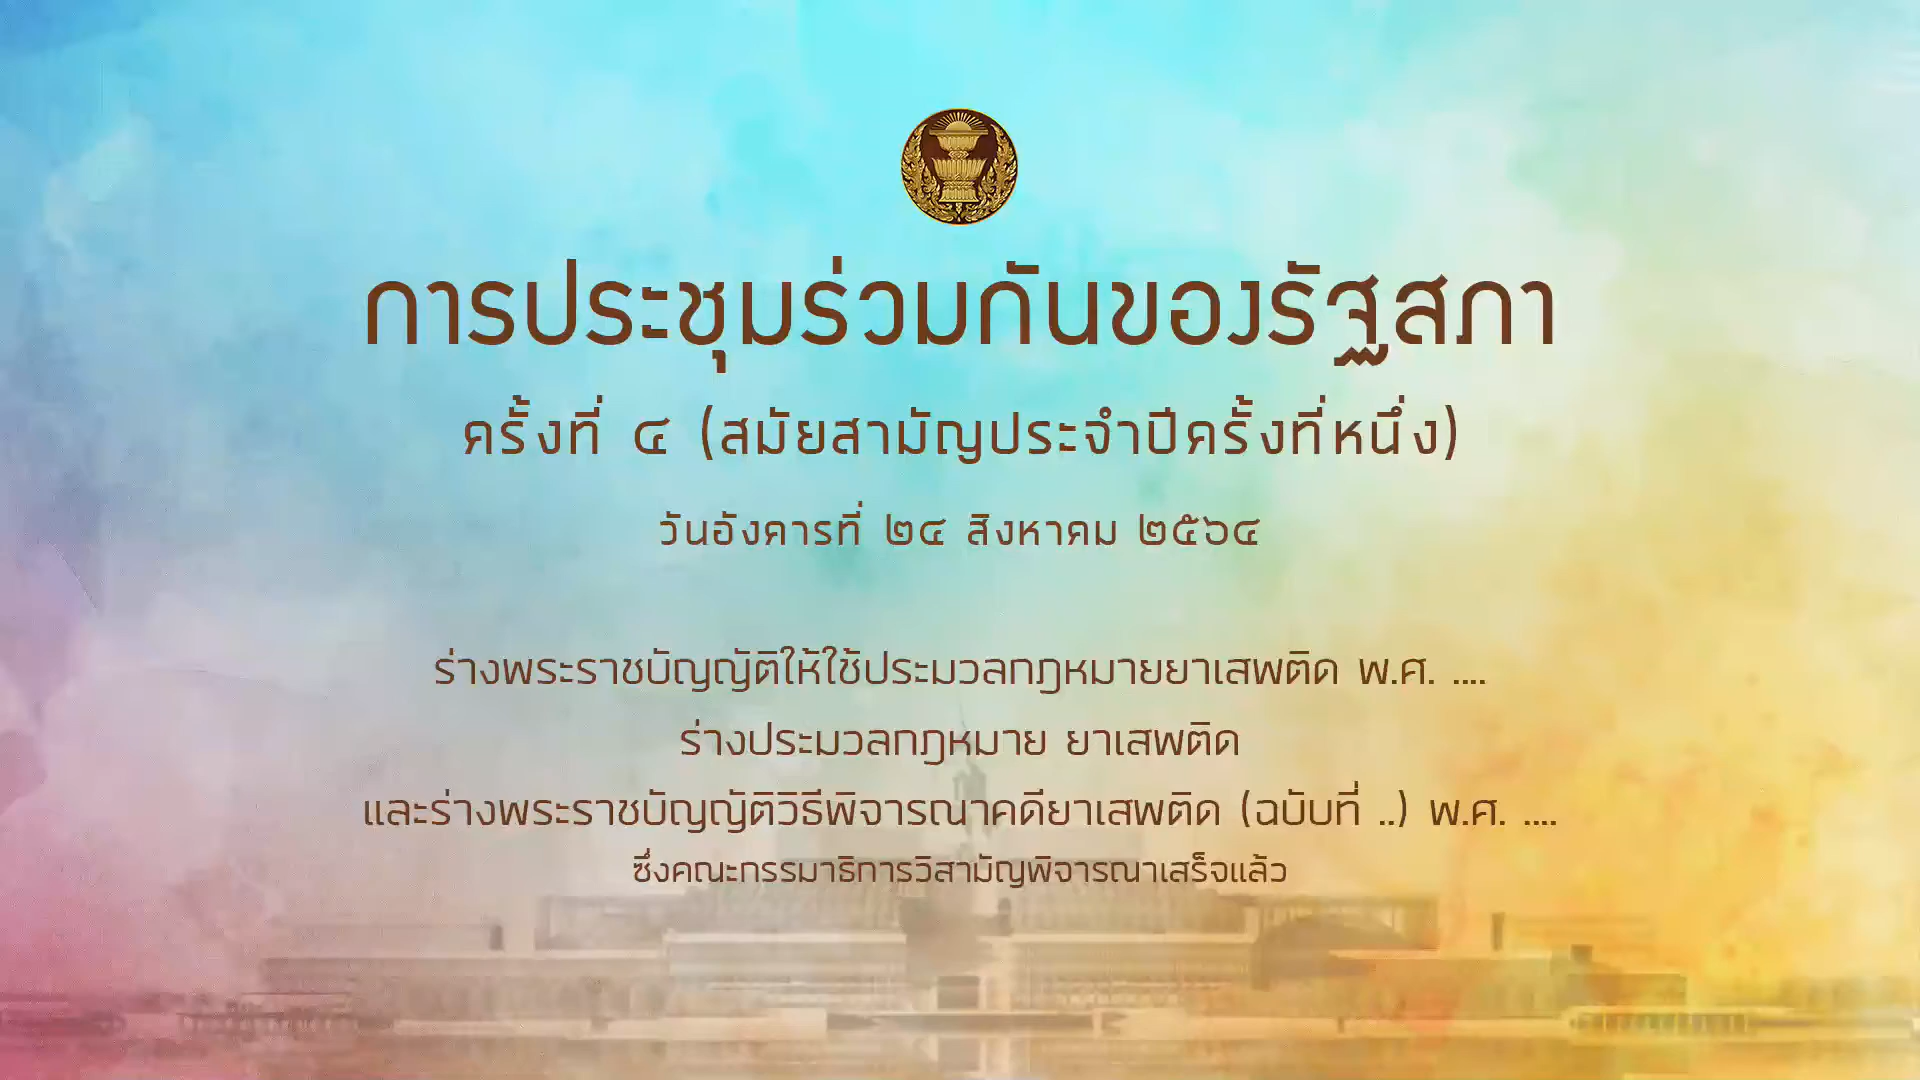 การประชุมร่วมกันของรัฐสภา
ครั้งที่ ๔ (สมัยสามัญประจำปีครั้งที่หนึ่ง)
วันอังคารที่ ๒๔ สิงหาคม ๒๕๖๔
ร่างพระราชบัญญัติให้ใช้ประมวลกฎหมายยาเสพติด พ.ศ. ....
ร่างประมวลกฎหมาย ยาเสพติด
และร่างพระราชบัญญัติวิธีพิจารณาคดียาเสพติด (ฉบับที่ ..) พ.ศ. ....
ซึ่งคณะกรรมาธิการวิสามัญพิจารณาเสร็จแล้ว